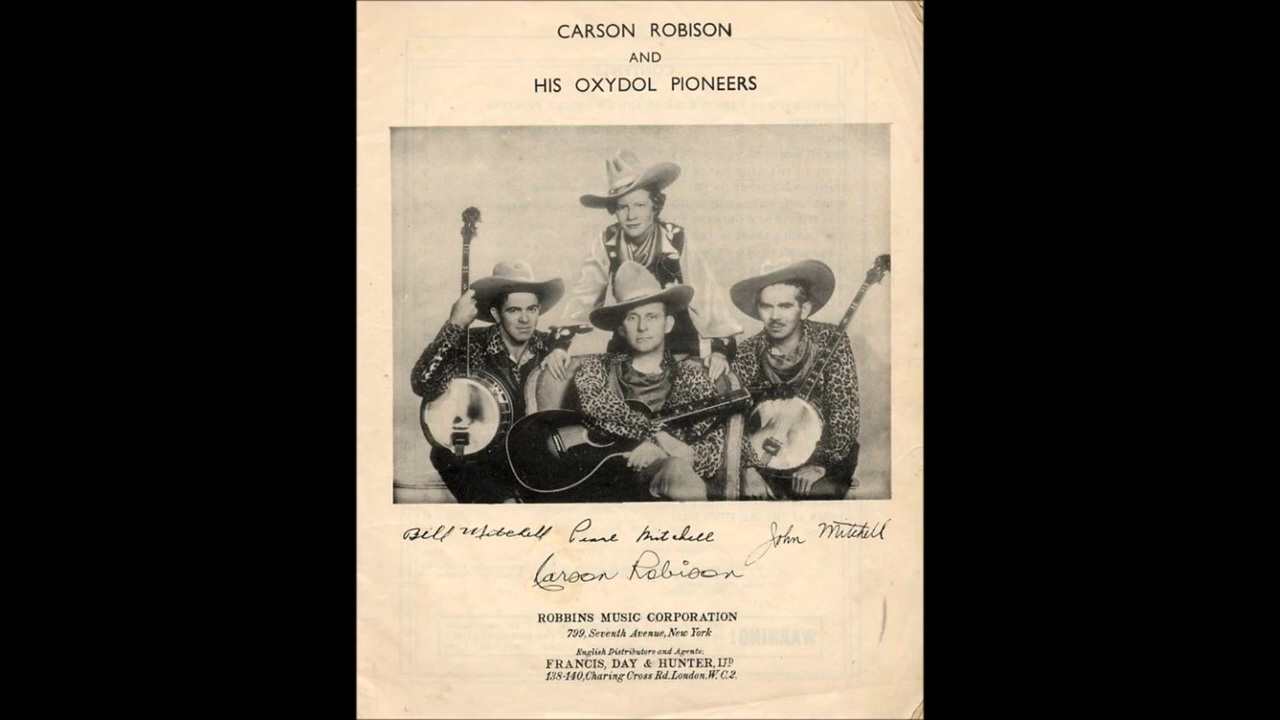 CARSON ROBISON
AND
HIS OXYDOL PIONEERS
Bill Mitchell Pearl Mitchell John Mitchell
Carson Robison
ROBBINS MUSIC CORPORATION
799, Seventh Avenue, New York
English Distributors and Agents:
FRANCIS, DAY & HUNTER, LTD
138-140, Charing Cross Rd. London. W.C.2.
WARNING!